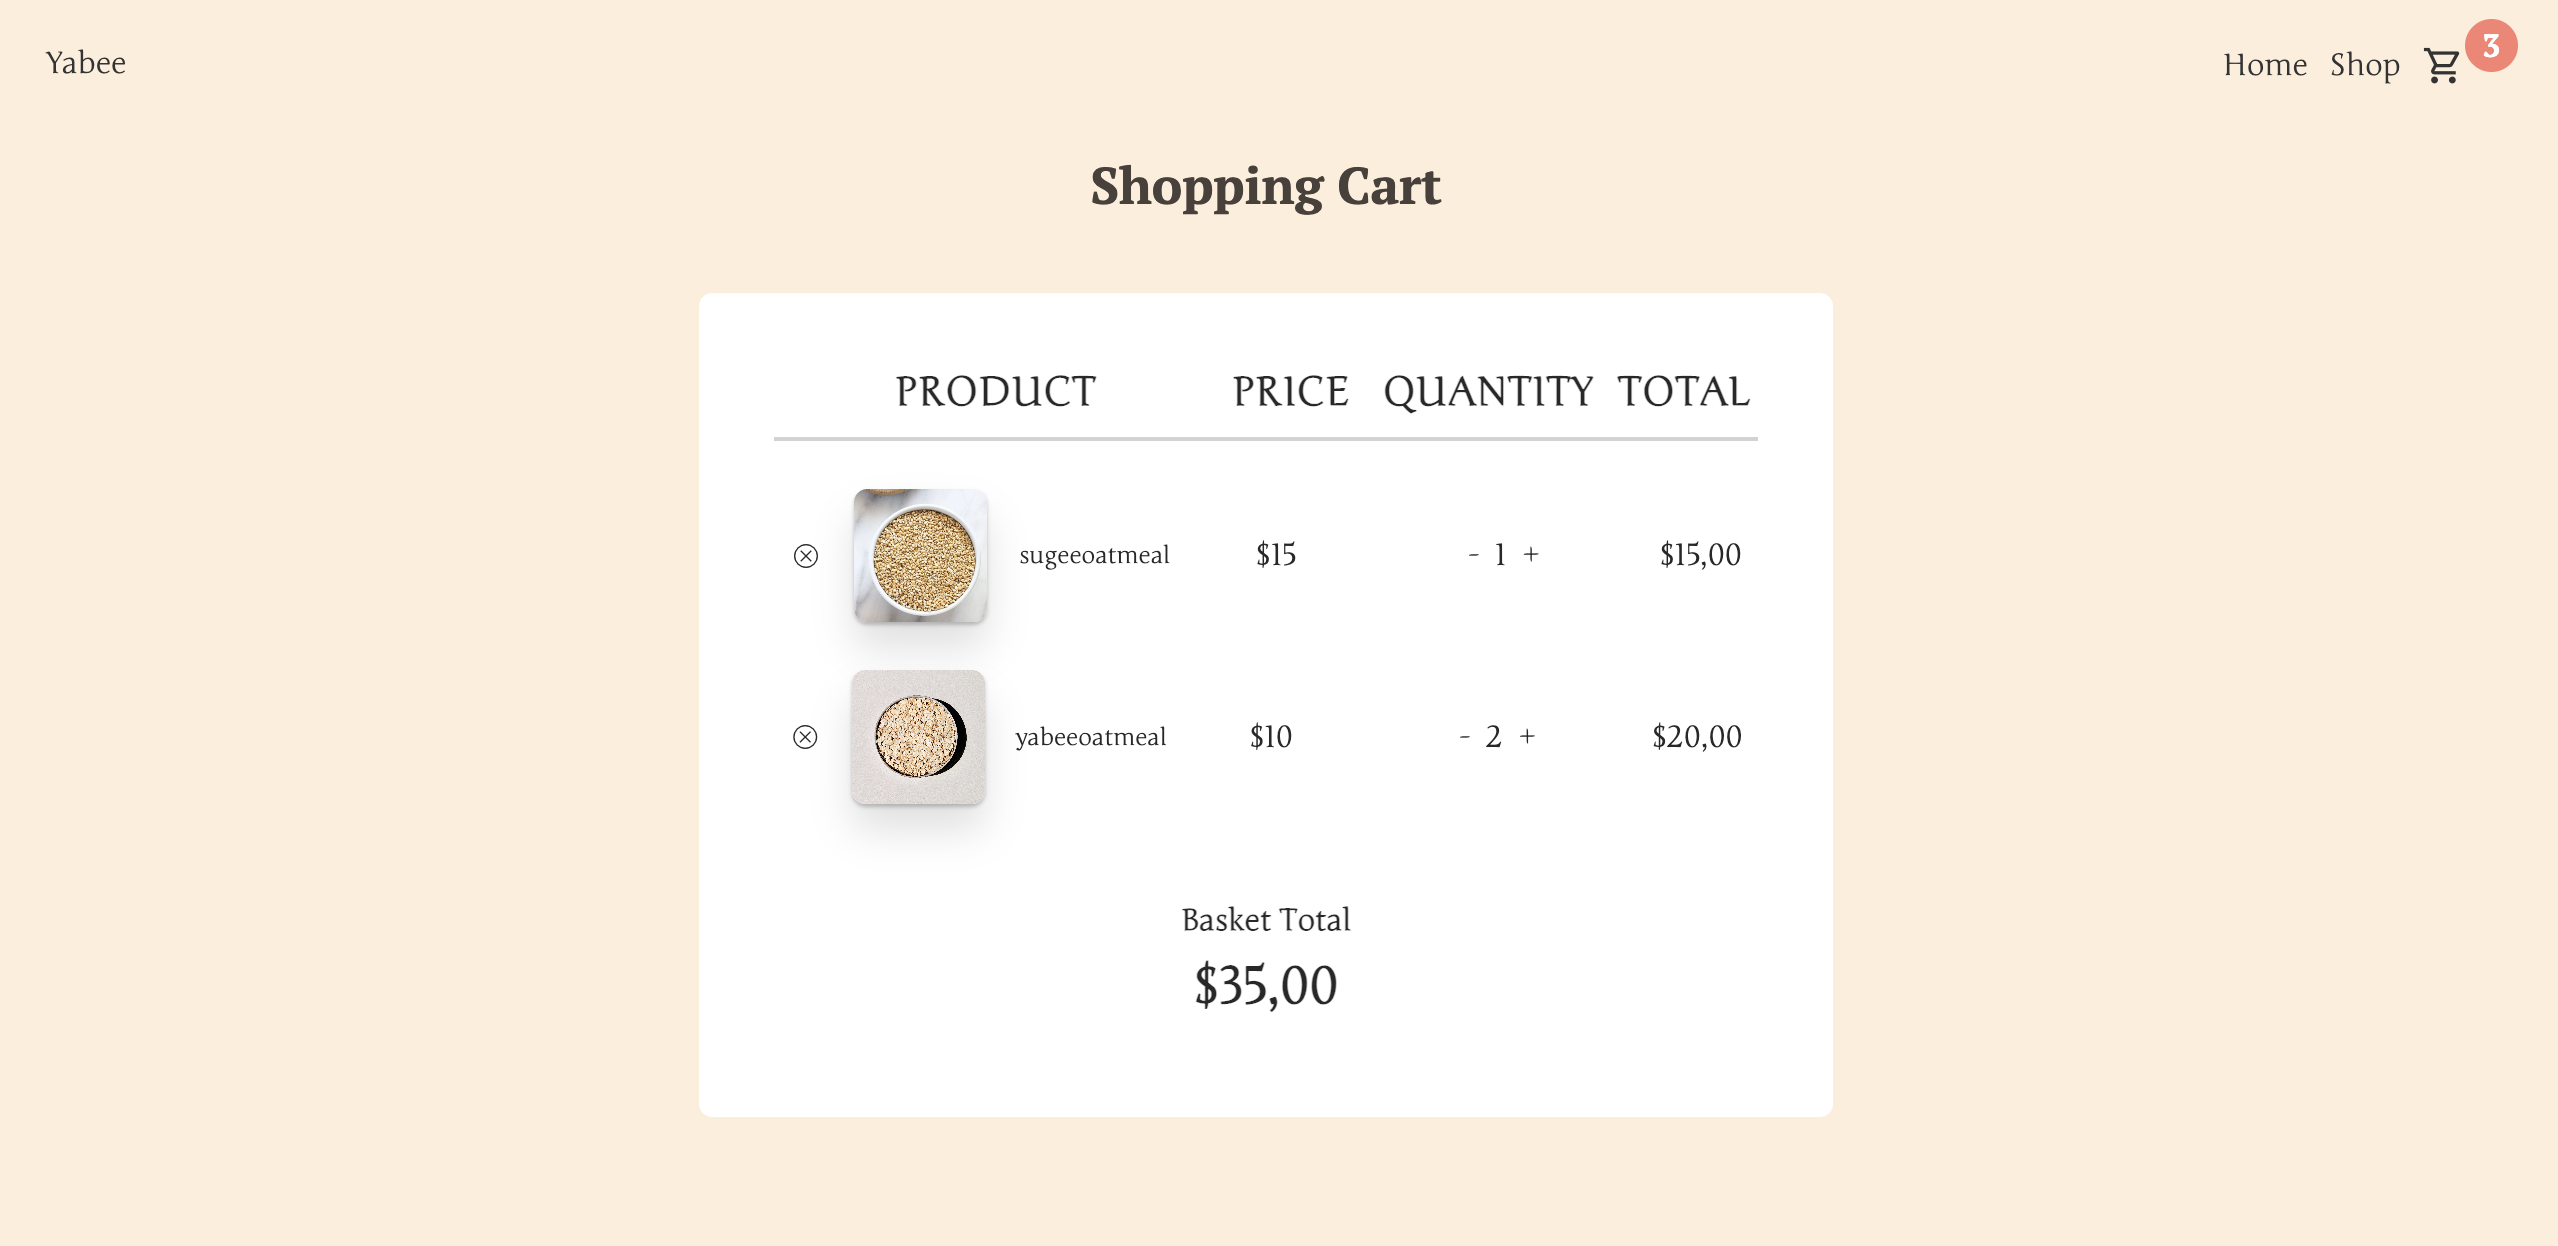 Yabee
Home Shop 3
Shopping Cart
PRODUCT PRICE QUANTITY TOTAL
sugeeoatmeal $15 - 1 + $15,00
yabeeoatmeal $10 - 2 + $20,00
Basket Total
$35,00